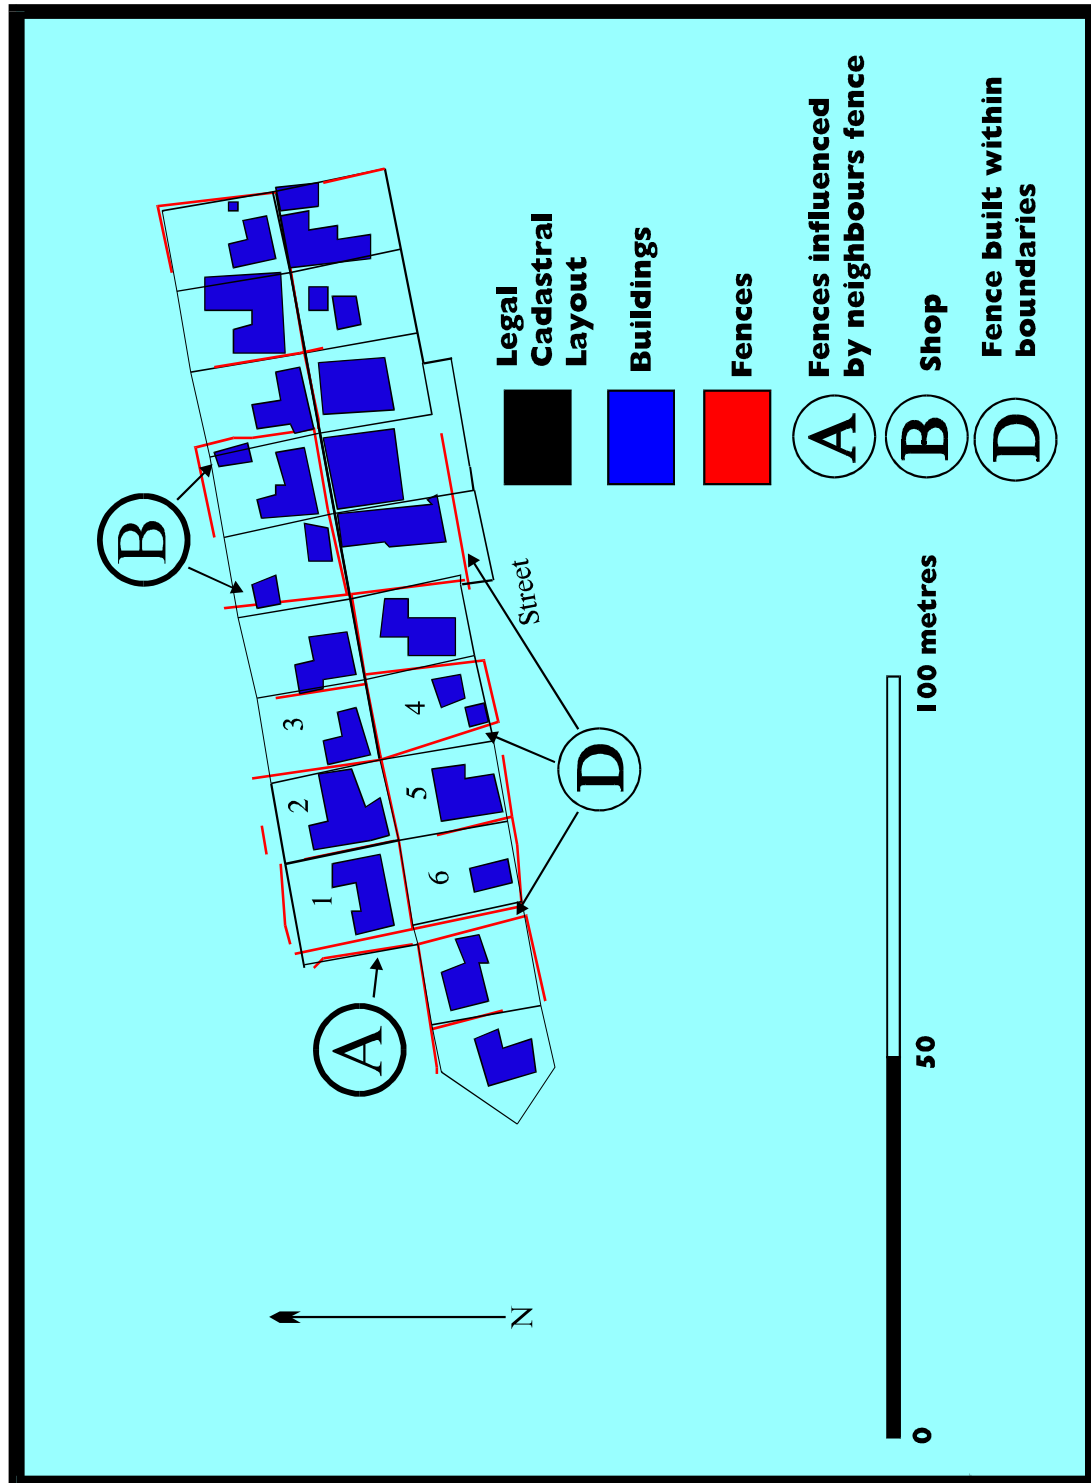 B
A
D
1
2
3
4
5
6
Street
N
Legal
Cadastral
Layout
Buildings
Fences
A
Fences influenced
by neighbours fence
B
Shop
D
Fence built within
boundaries
0
50
100 metres